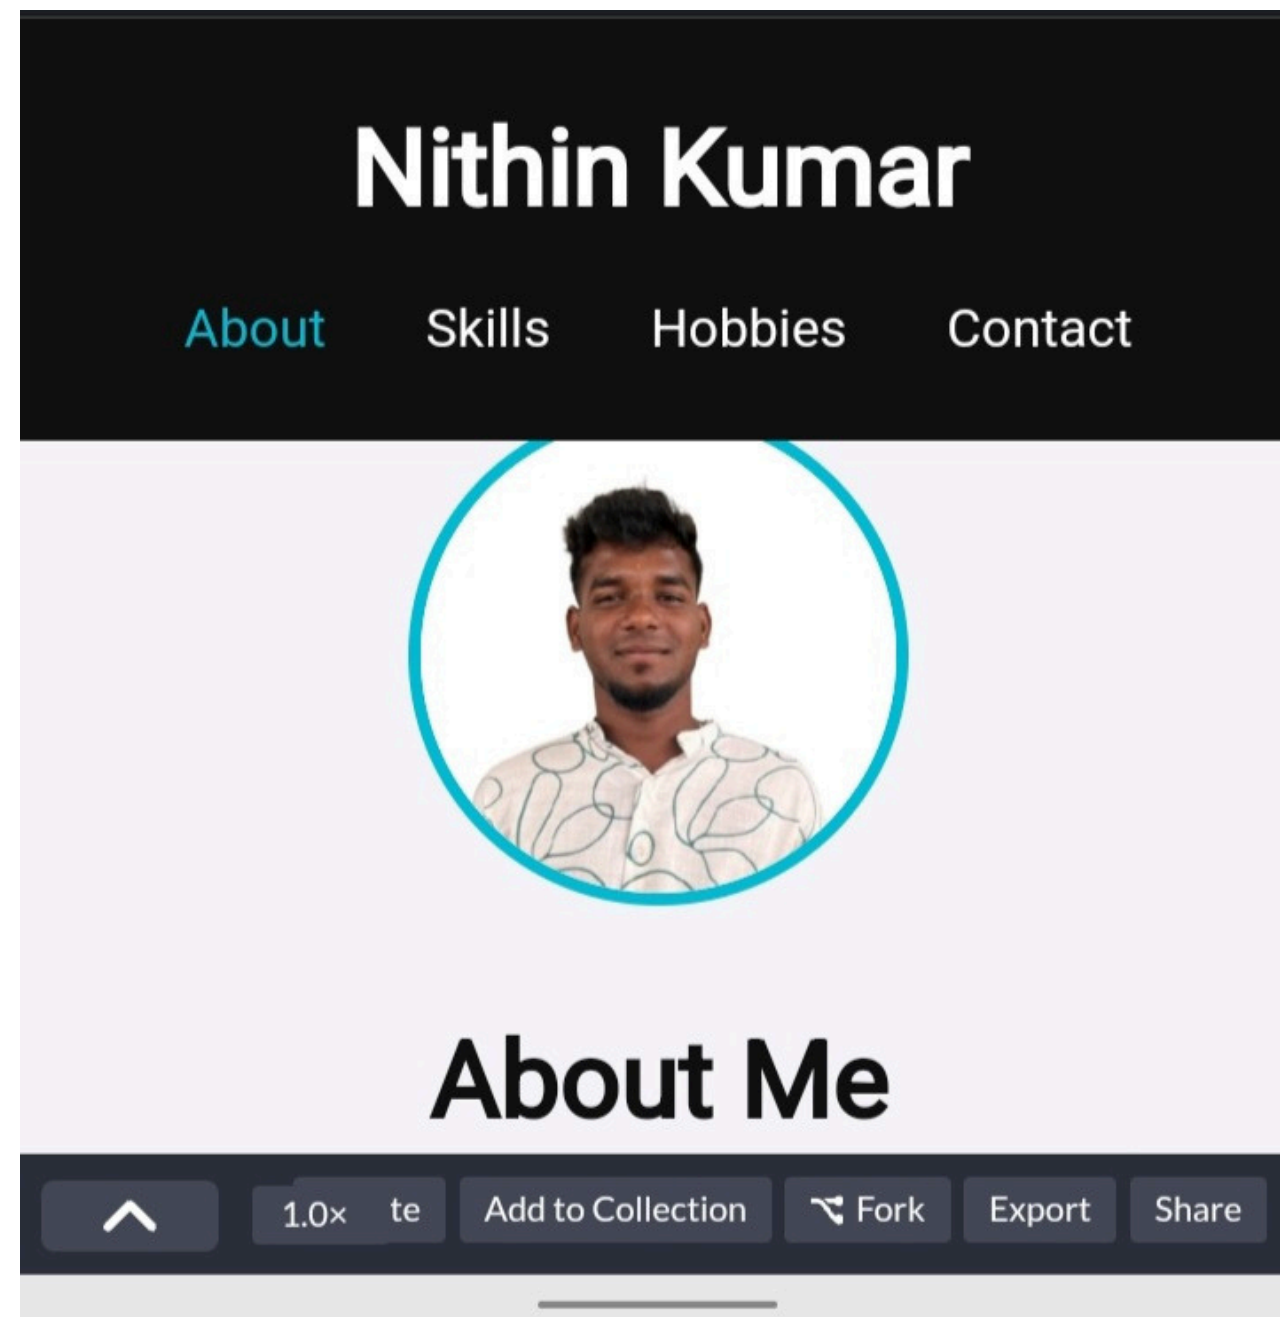 Nithin Kumar
About Skills Hobbies Contact
About Me
1.0× te Add to Collection Fork Export Share